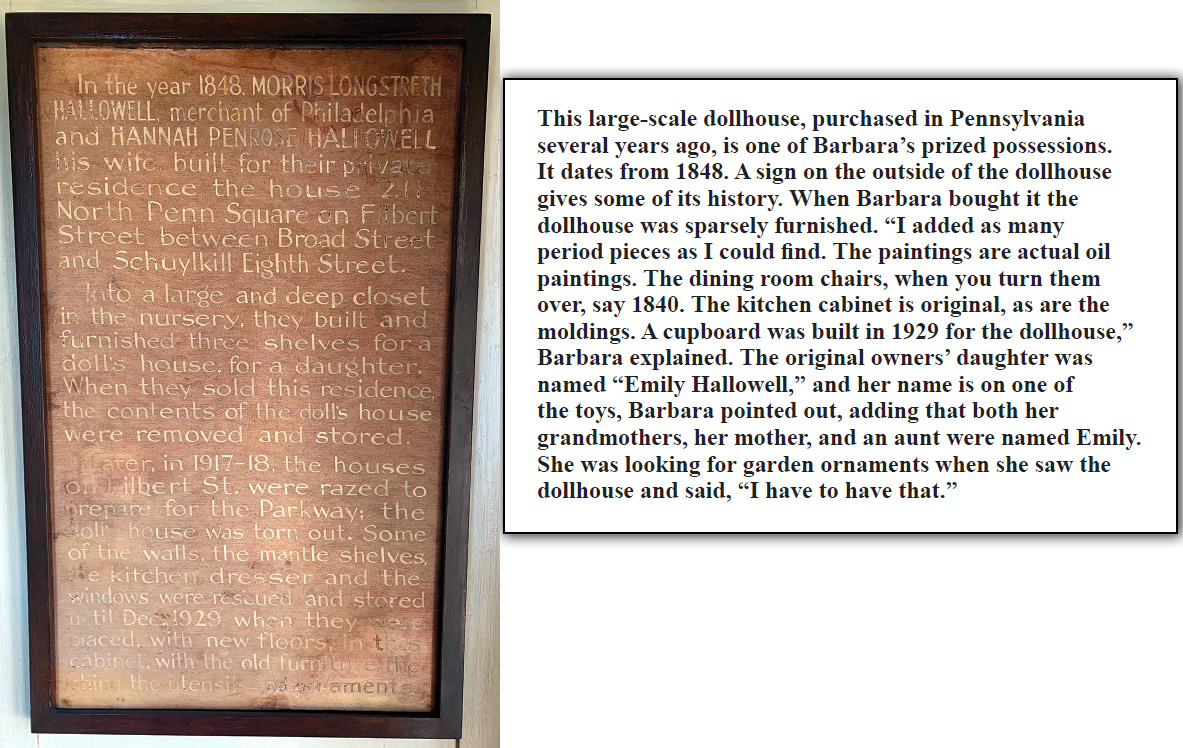 In the year 1848, MORRIS LONGSTRETH
HALLOWELL, merchant of Philadelphia
and HANNAH PENROSE HALLOWELL
his wife, built for their private
residence the house
North Penn Square on Filbert
Street between Broad Street
and Schuylkill Eighth Street.
Into a large and deep closet
in the nursery, they built and
furnished three shelves for a
doll's house, for a daughter.
When they sold this residence,
the contents of the doll's house
were removed and stored.
Later, in 1917-18, the houses
on Filbert St. were razed to
prepare for the Parkway; the
doll's house was torn out. Some
of the walls, the mantle shelves,
the kitchen dresser and the
windows were rescued and stored
until Dec. 1929 when they were
placed, with new floors, in this
cabinet, with the old furniture, the
china, the utensils and ornaments.
This large-scale dollhouse, purchased in Pennsylvania
several years ago, is one of Barbara’s prized possessions.
It dates from 1848. A sign on the outside of the dollhouse
gives some of its history. When Barbara bought it the
dollhouse was sparsely furnished. “I added as many
period pieces as I could find. The paintings are actual oil
paintings. The dining room chairs, when you turn them
over, say 1840. The kitchen cabinet is original, as are the
moldings. A cupboard was built in 1929 for the dollhouse,”
Barbara explained. The original owners’ daughter was
named “Emily Hallowell,” and her name is on one of
the toys, Barbara pointed out, adding that both her
grandmothers, her mother, and an aunt were named Emily.
She was looking for garden ornaments when she saw the
dollhouse and said, “I have to have that.”